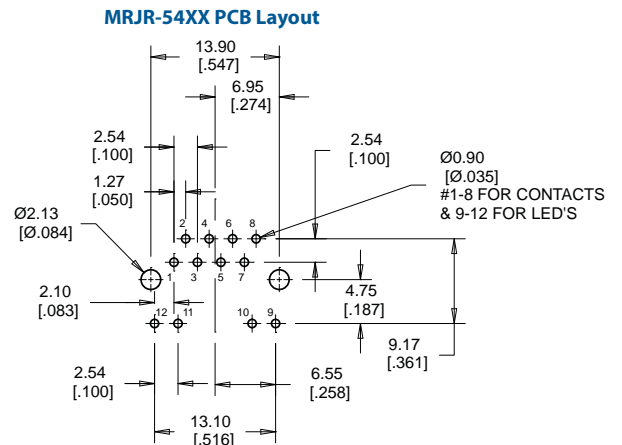 MRJR-54XX PCB Layout
13.90
[.547]
6.95
[.274]
2.54
[.100]
2.54
[.100]
1.27
[.050]
Ø0.90
[Ø.035]
#1-8 FOR CONTACTS
& 9-12 FOR LED'S
Ø2.13
[Ø.084]
2 4 6 8
1 3 5 7
2.10
[.083]
4.75
[.187]
12 11 10 9
9.17
[.361]
2.54
[.100]
6.55
[.258]
13.10
[.516]